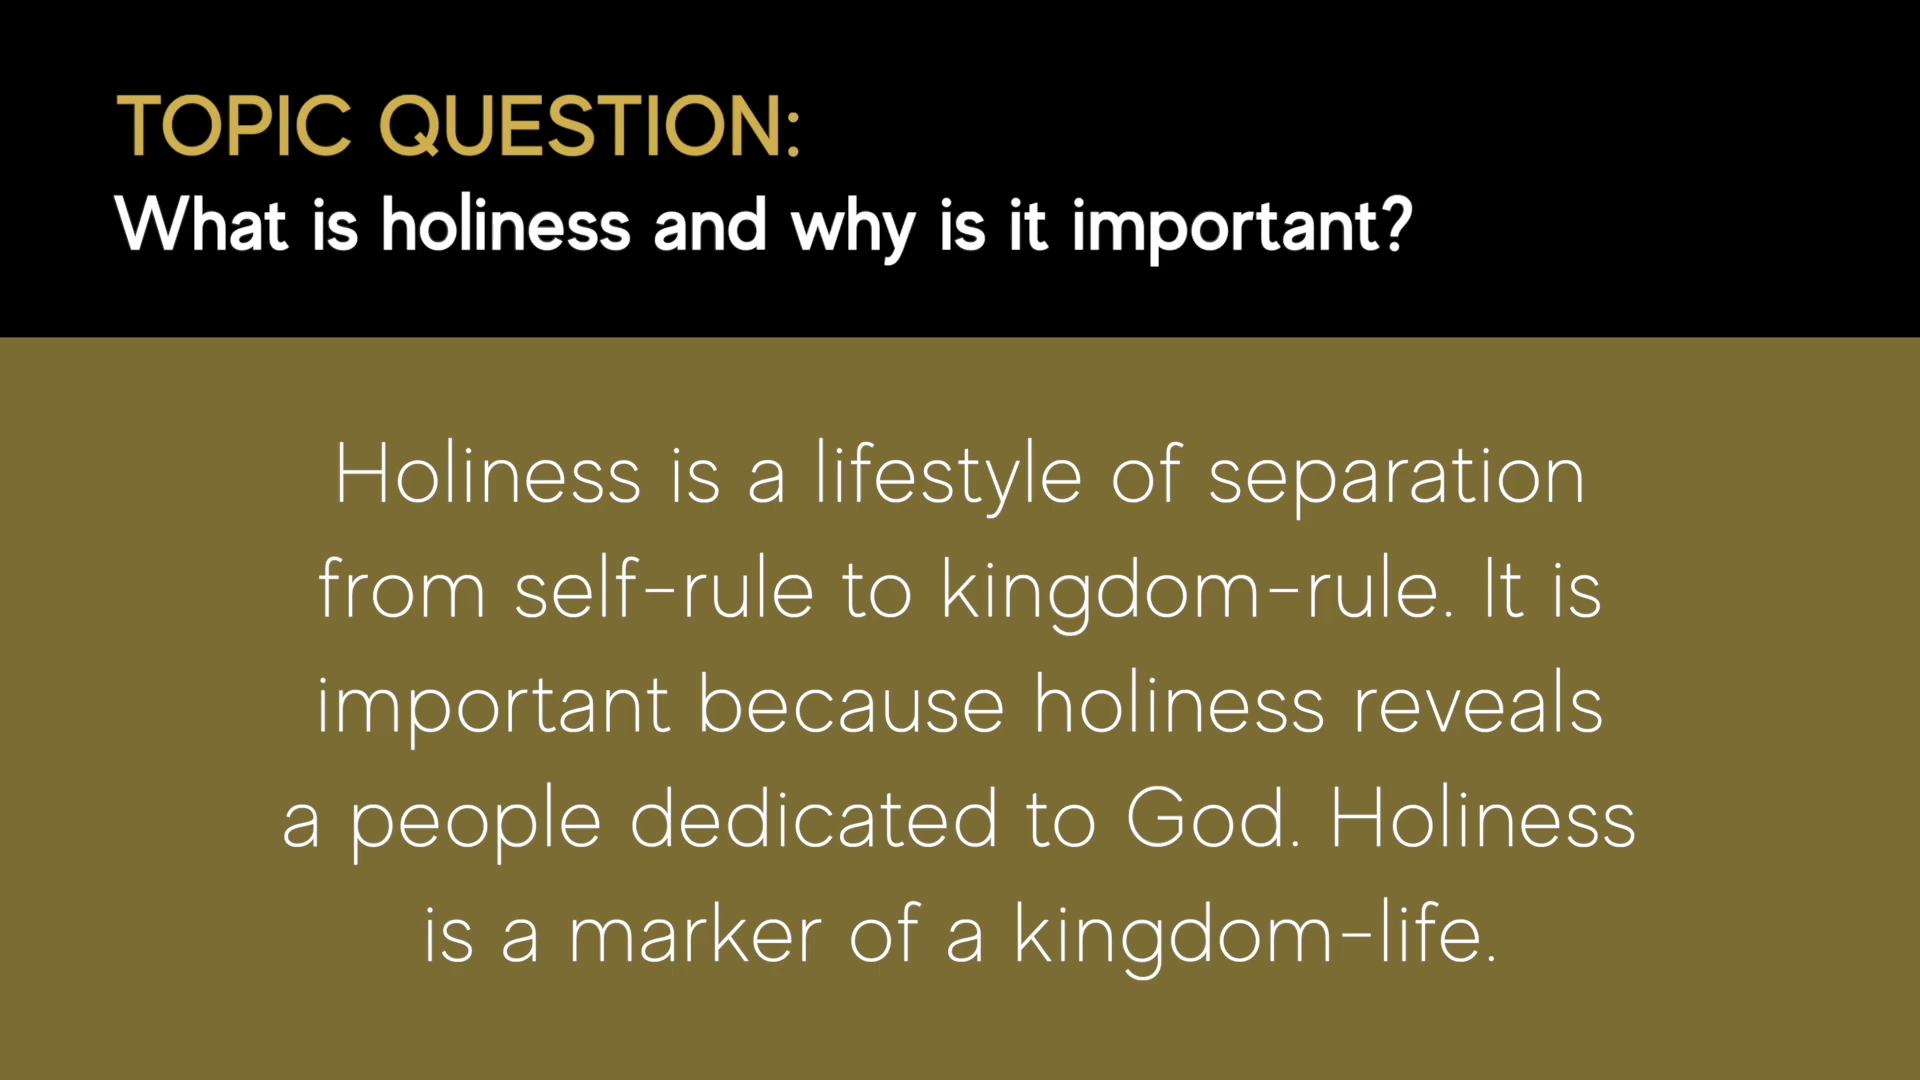 TOPIC QUESTION:
What is holiness and why is it important?
Holiness is a lifestyle of separation
from self-rule to kingdom-rule. It is
important because holiness reveals
a people dedicated to God. Holiness
is a marker of a kingdom-life.